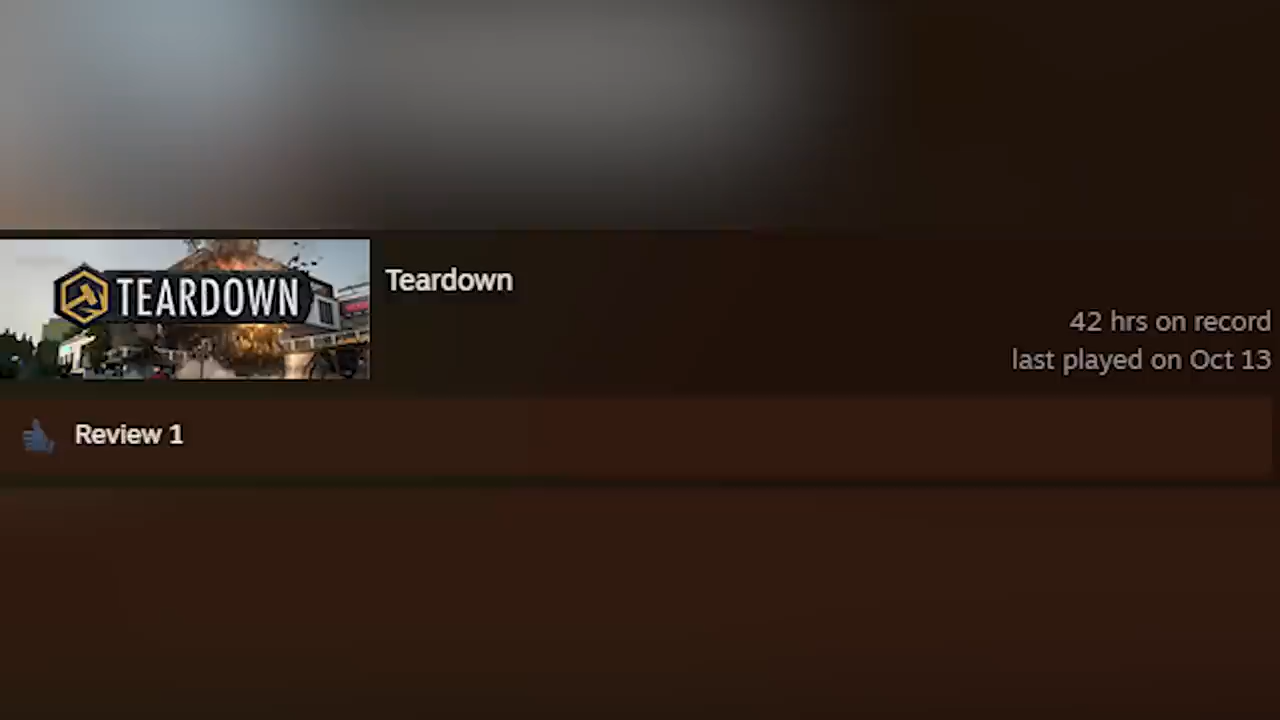 TEARDOWN
Teardown
42 hrs on record
last played on Oct 13
Review 1